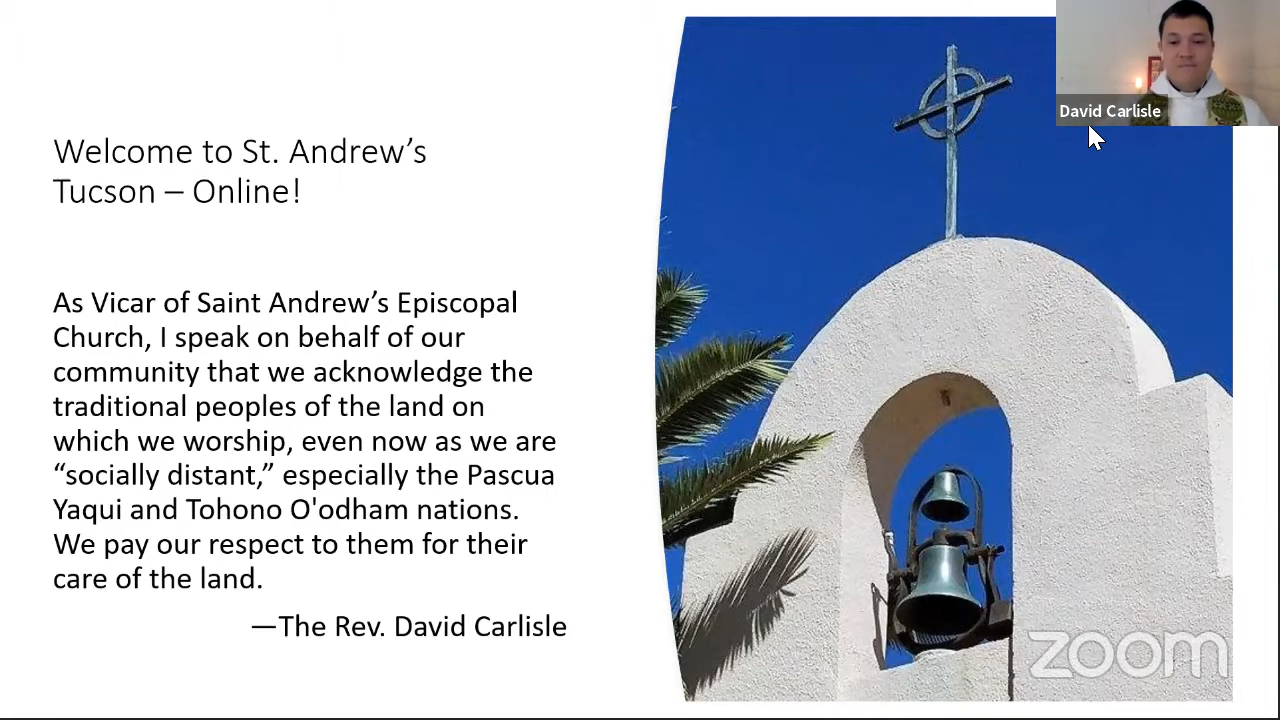 David Carlisle
Welcome to St. Andrew’s
Tucson – Online!
As Vicar of Saint Andrew’s Episcopal
Church, I speak on behalf of our
community that we acknowledge the
traditional peoples of the land on
which we worship, even now as we are
“socially distant,” especially the Pascua
Yaqui and Tohono O'odham nations.
We pay our respect to them for their
care of the land.
—The Rev. David Carlisle
zoom